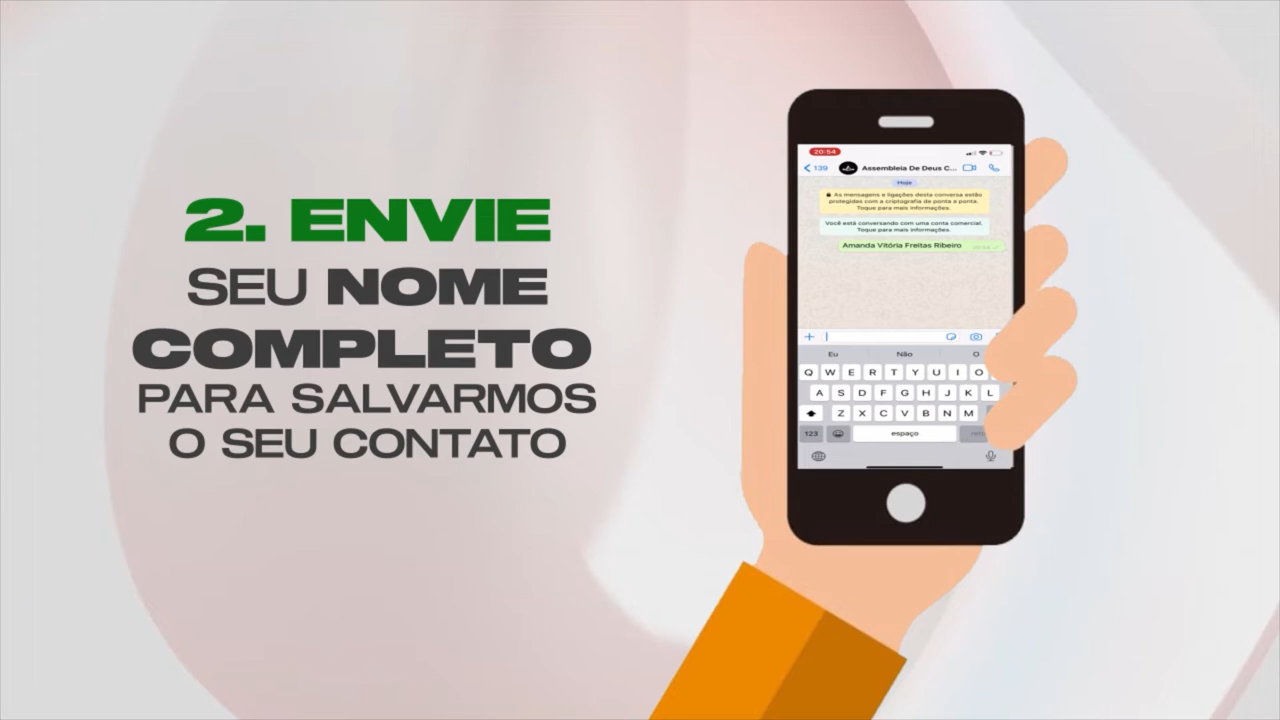 2. ENVIE
SEU NOME
COMPLETO
PARA SALVARMOS
O SEU CONTATO
20:54
139
Assembleia De Deus C...
Hoje
As mensagens e ligações desta conversa estão
protegidas com a criptografia de ponta a ponta.
Toque para mais informações.
Você está conversando com uma conta comercial.
Toque para mais informações.
Amanda Vitória Freitas Ribeiro 20:54
Eu Não O
Q W E R T Y U I O
A S D F G H J K L
Z X C V B N M
123 espaço